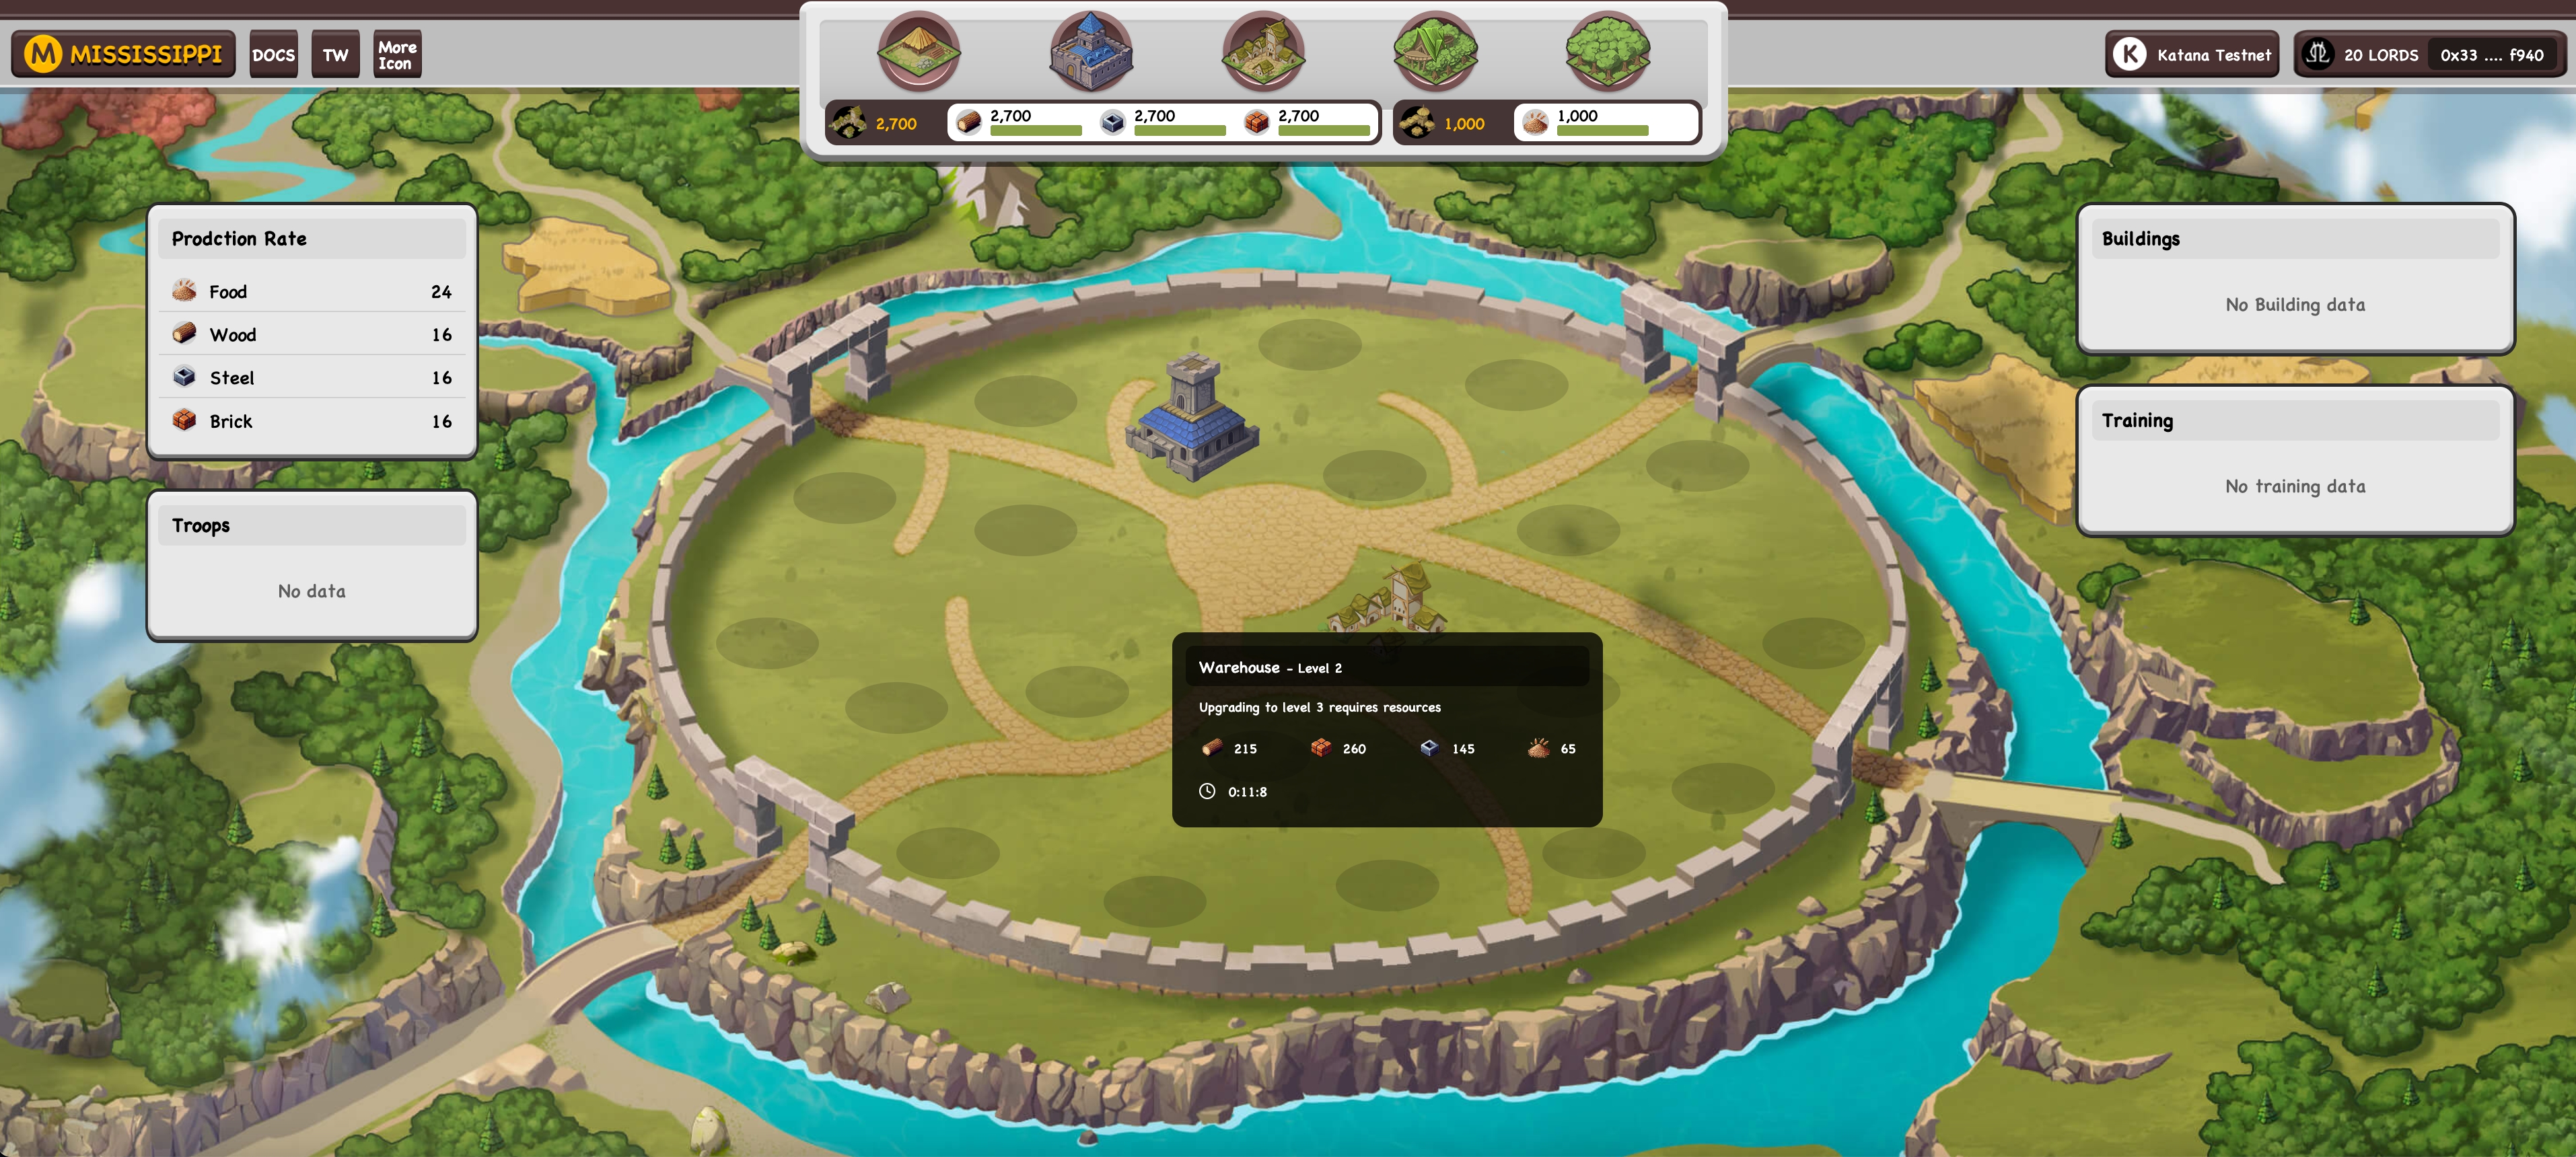 M MISSISSIPPI
DOCS
TW
More
Icon
K Katana Testnet
20 LORDS 0x33 .... f940
2,700 2,700 2,700 2,700 1,000 1,000
Prodction Rate
Food 24
Wood 16
Steel 16
Brick 16
Troops
No data
Buildings
No Building data
Training
No training data
Warehouse - Level 2
Upgrading to level 3 requires resources
215 260 145 65
0:11:8